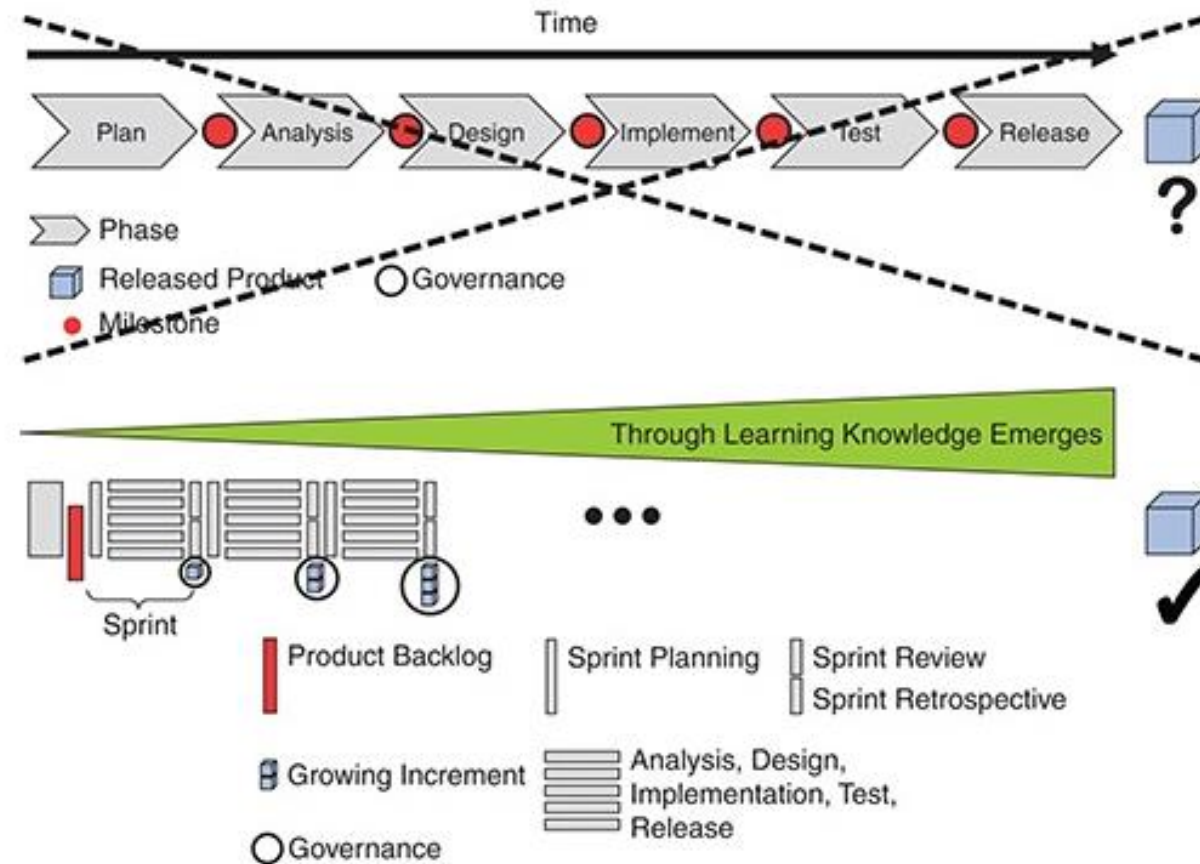 Time
Plan
Analysis
Design
Implement
Test
Release
?
Phase
Released Product
Governance
Milestone
Through Learning Knowledge Emerges
Sprint
Product Backlog
Sprint Planning
Sprint Review
Sprint Retrospective
Growing Increment
Analysis, Design,
Implementation, Test,
Release
Governance